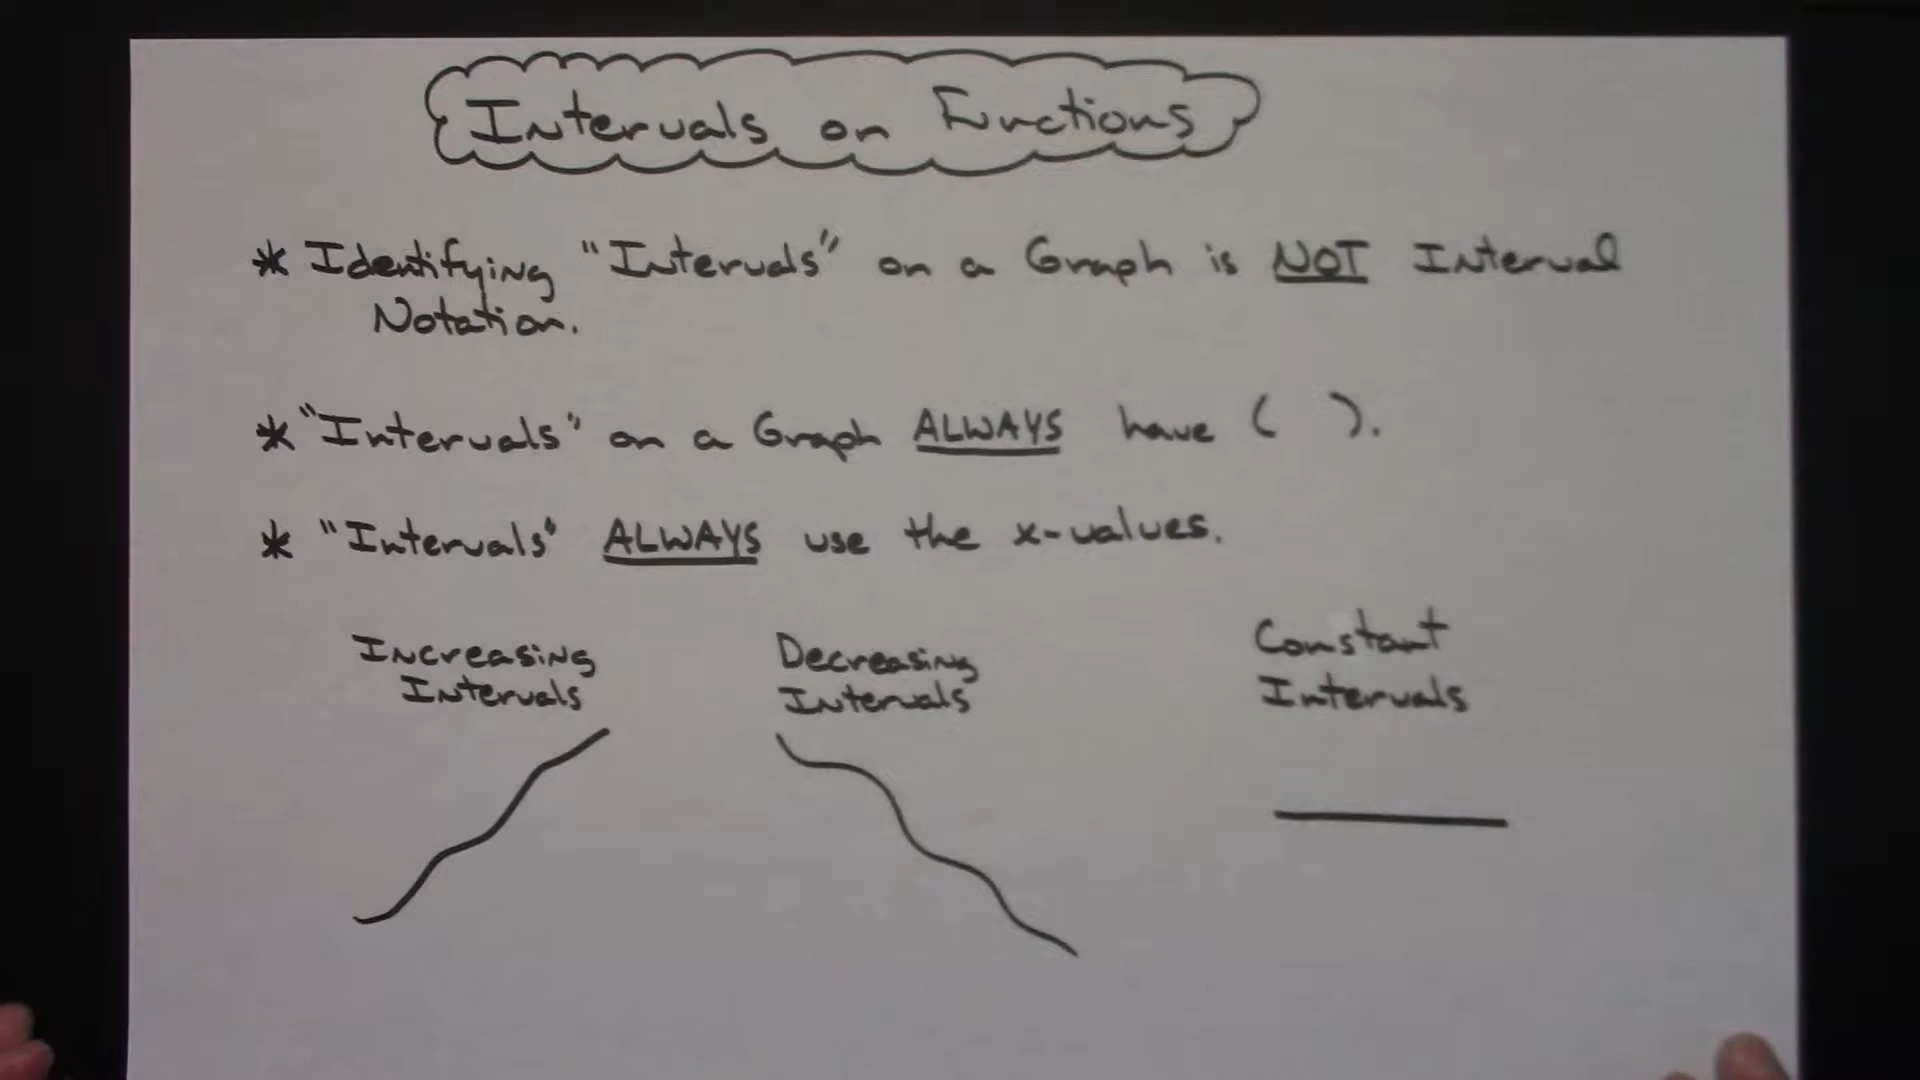 Intervals on Functions
* Identifying "Intervals" on a Graph is NOT Interval
Notation.
* "Intervals" on a Graph ALWAYS have ( ).
* "Intervals" ALWAYS use the x-values.
Increasing
Intervals
Decreasing
Intervals
Constant
Intervals